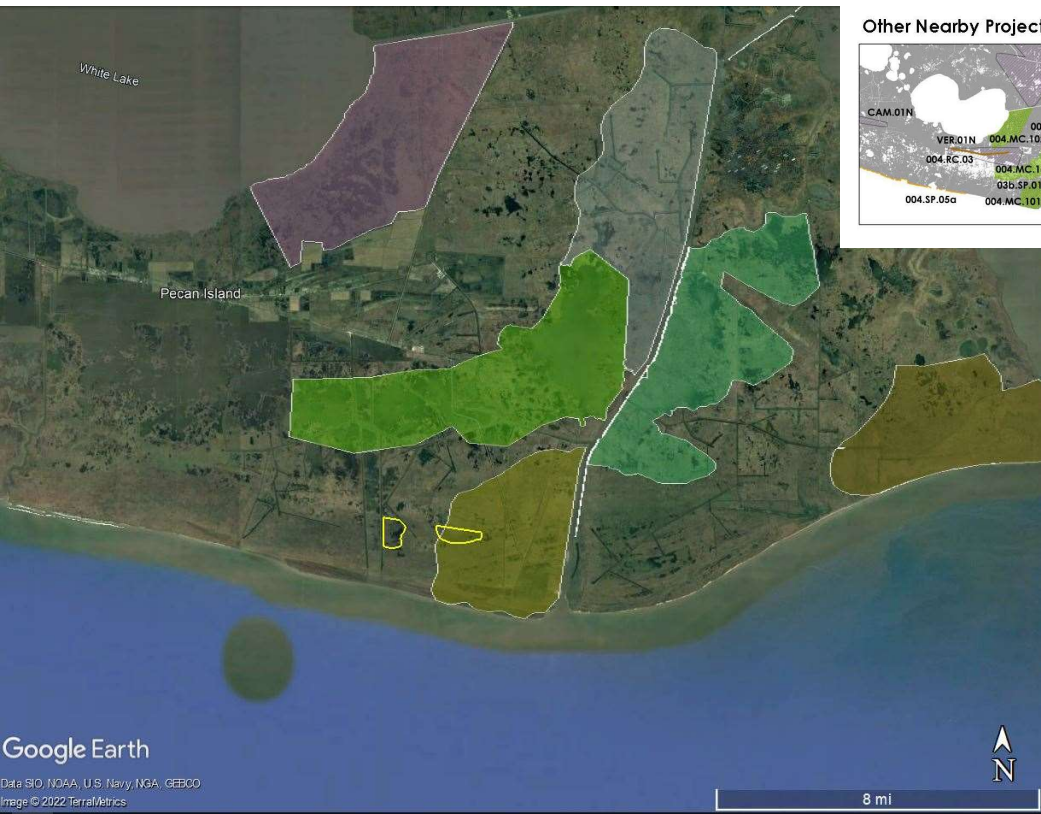 Other Nearby Project
White Lake
CAM.01N
00
VER.01N
004.MC.10
004.RC.03
004.MC.1
03b.SP.01
004.SP.05a
004.MC.101
Pecan Island
Google Earth
Data SIO, NOAA, U.S. Navy, NGA, GEBCO
Image © 2022 TerraMetrics
N
8 mi